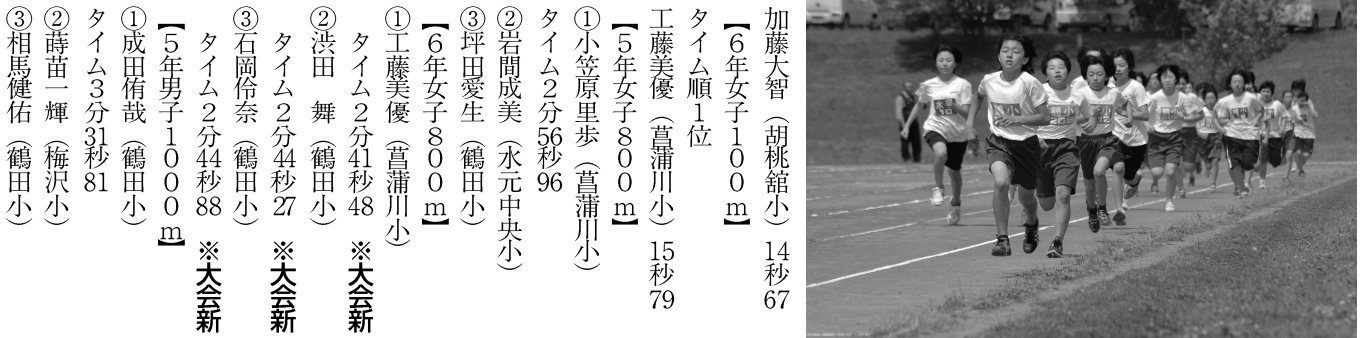 加藤大智（胡桃舘小）14秒67
【６年女子１００ｍ】
タイム順１位
工藤美優（菖蒲川小）15秒79
【５年女子８００ｍ】
①小笠原里歩（菖蒲川小）
タイム２分56秒96
②岩間成美（水元中央小）
③坪田愛生（鶴田小）
【６年女子８００ｍ】
①工藤美優（菖蒲川小）
タイム２分41秒48　※大会新
②渋田　舞（鶴田小）
タイム２分44秒27　※大会新
③石岡伶奈（鶴田小）
タイム２分44秒88　※大会新
【５年男子１０００ｍ】
①成田侑哉（鶴田小）
タイム３分31秒81
②蒔苗一輝（梅沢小）
③相馬健佑（鶴田小）